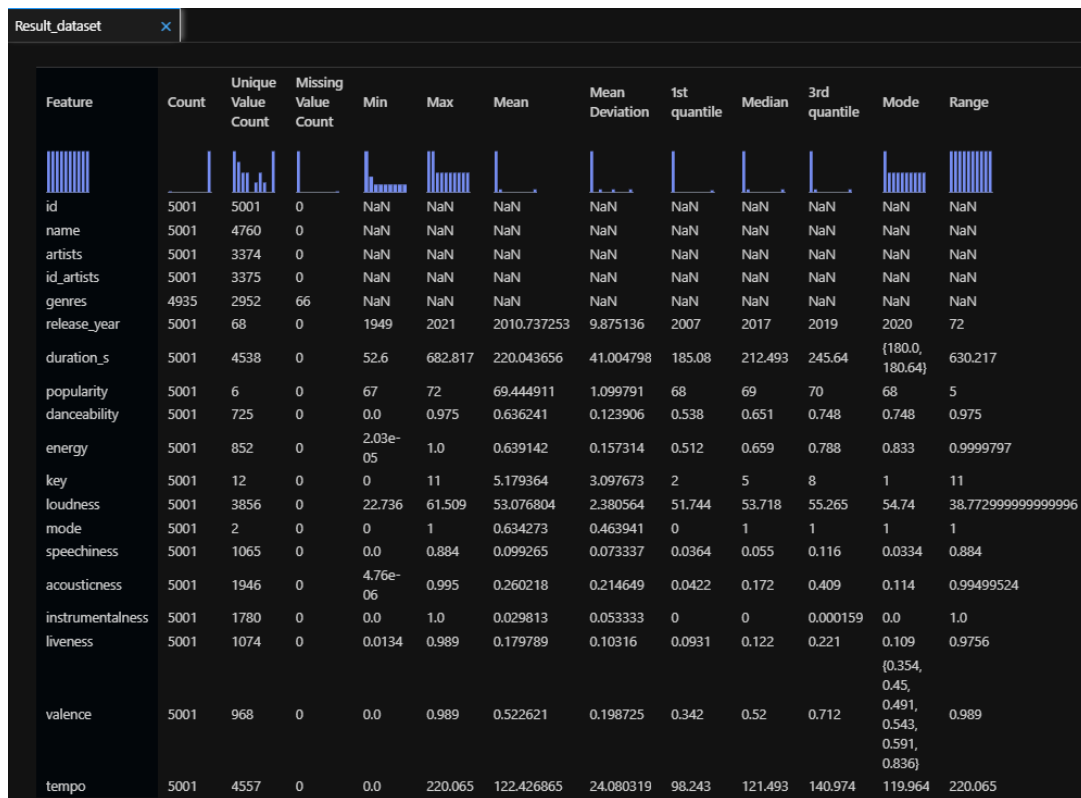 Result_dataset ×
Feature Count Unique Value Count Missing Value Count Min Max Mean Mean Deviation 1st quantile Median 3rd quantile Mode Range
id 5001 5001 0 NaN NaN NaN NaN NaN NaN NaN NaN NaN
name 5001 4760 0 NaN NaN NaN NaN NaN NaN NaN NaN NaN
artists 5001 3374 0 NaN NaN NaN NaN NaN NaN NaN NaN NaN
id_artists 5001 3375 0 NaN NaN NaN NaN NaN NaN NaN NaN NaN
genres 4935 2952 66 NaN NaN NaN NaN NaN NaN NaN NaN NaN
release_year 5001 68 0 1949 2021 2010.737253 9.875136 2007 2017 2019 2020 72
duration_s 5001 4538 0 52.6 682.817 220.043656 41.004798 185.08 212.493 245.64 {180.0, 180.64} 630.217
popularity 5001 6 0 67 72 69.444911 1.099791 68 69 70 68 5
danceability 5001 725 0 0.0 0.975 0.636241 0.123906 0.538 0.651 0.748 0.748 0.975
energy 5001 852 0 2.03e-05 1.0 0.639142 0.157314 0.512 0.659 0.788 0.833 0.9999797
key 5001 12 0 0 11 5.179364 3.097673 2 5 8 1 11
loudness 5001 3856 0 22.736 61.509 53.076804 2.380564 51.744 53.718 55.265 54.74 38.772999999999996
mode 5001 2 0 0 1 0.634273 0.463941 0 1 1 1 1
speechiness 5001 1065 0 0.0 0.884 0.099265 0.073337 0.0364 0.055 0.116 0.0334 0.884
acousticness 5001 1946 0 4.76e-06 0.995 0.260218 0.214649 0.0422 0.172 0.409 0.114 0.99499524
instrumentalness 5001 1780 0 0.0 1.0 0.029813 0.053333 0 0 0.000159 0.0 1.0
liveness 5001 1074 0 0.0134 0.989 0.179789 0.10316 0.0931 0.122 0.221 0.109 0.9756
valence 5001 968 0 0.0 0.989 0.522621 0.198725 0.342 0.52 0.712 {0.354, 0.45, 0.491, 0.543, 0.591, 0.836} 0.989
tempo 5001 4557 0 0.0 220.065 122.426865 24.080319 98.243 121.493 140.974 119.964 220.065